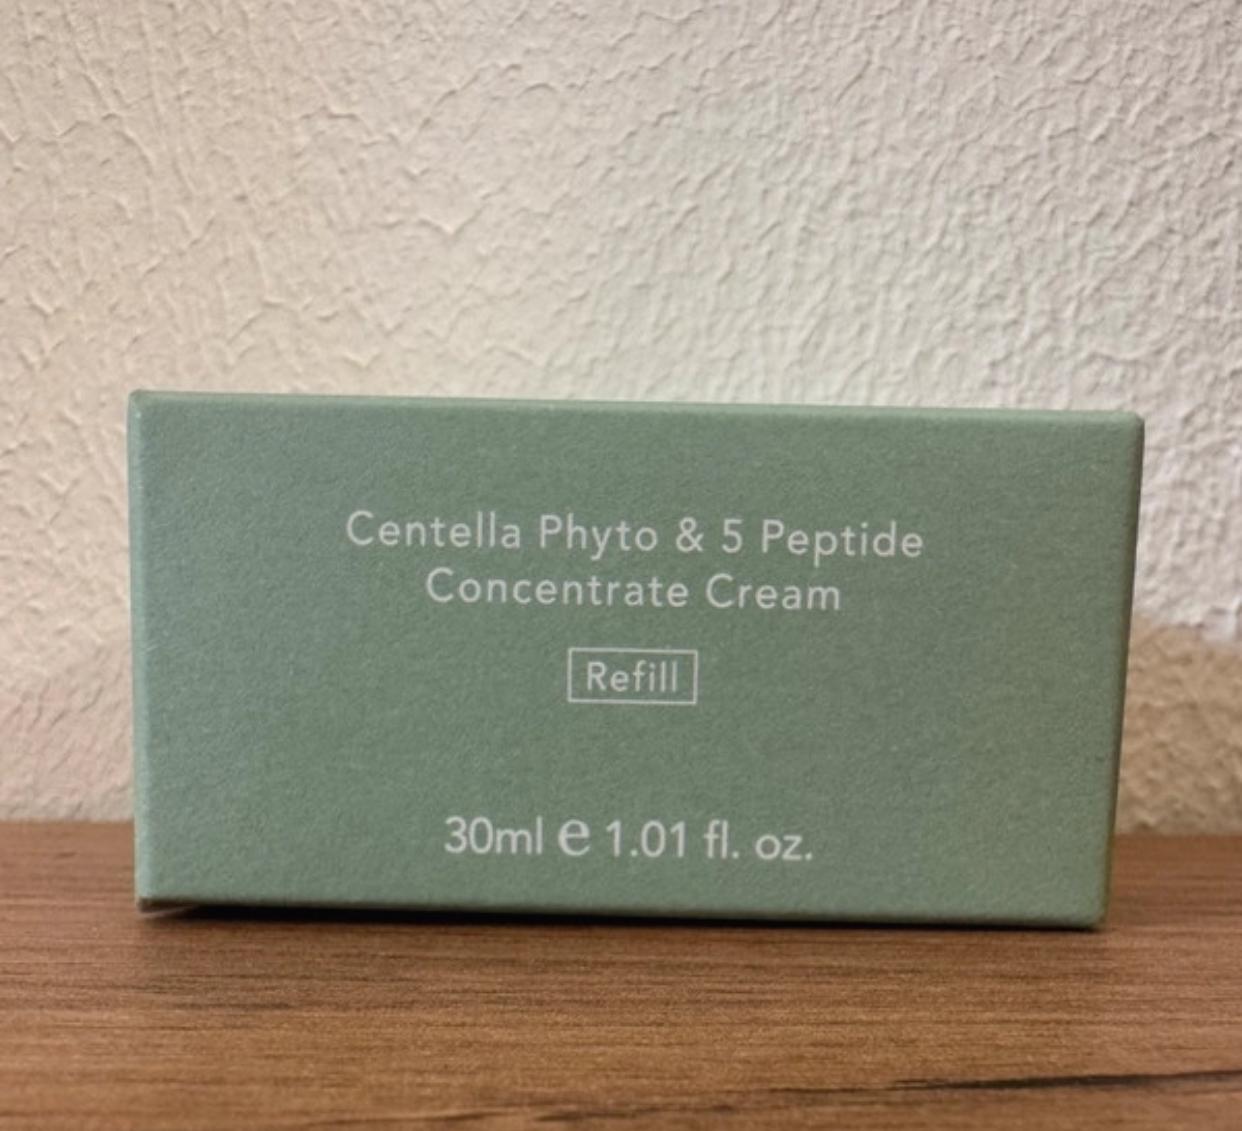 Centella Phyto & 5 Peptide
Concentrate Cream
Refill
30ml ℮ 1.01 fl. oz.